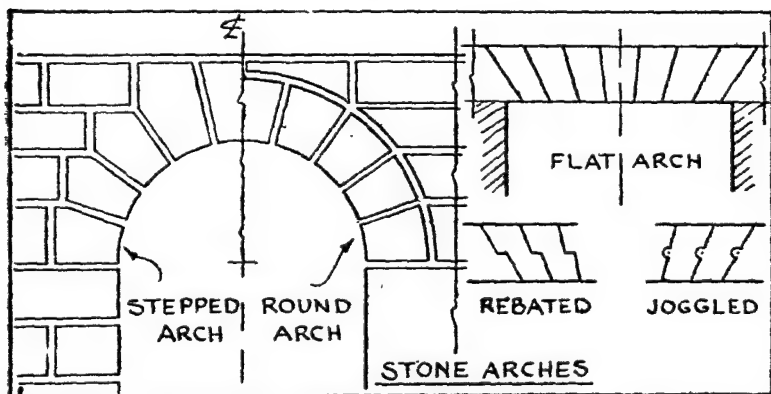 ℄
FLAT ARCH
STEPPED ARCH
ROUND ARCH
REBATED
JOGGLED
STONE ARCHES